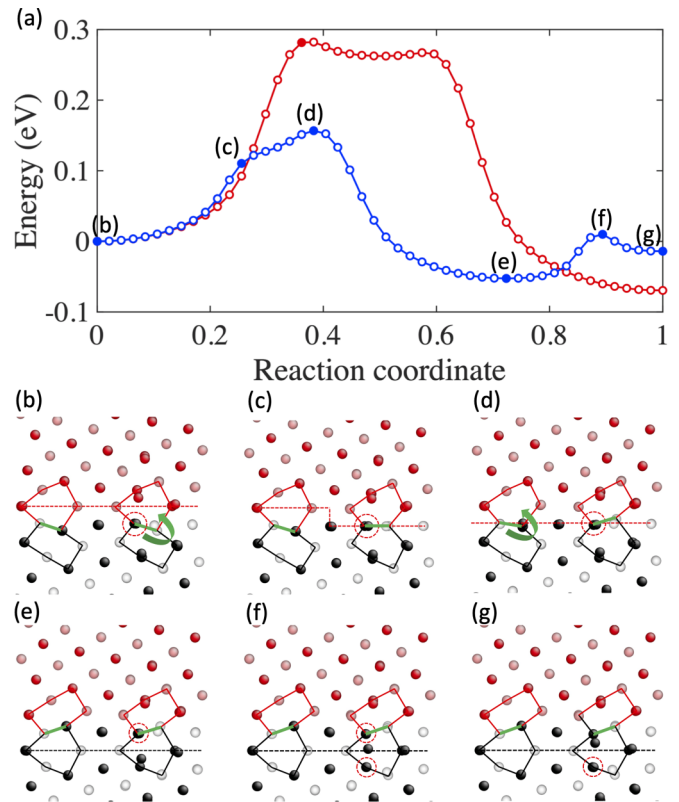 (a)
0.3
0.2
0.1
0
-0.1
Energy (eV)
(b)
(c)
(d)
(e)
(f)
(g)
0 0.2 0.4 0.6 0.8 1
Reaction coordinate
(b) (c) (d)
(e) (f) (g)